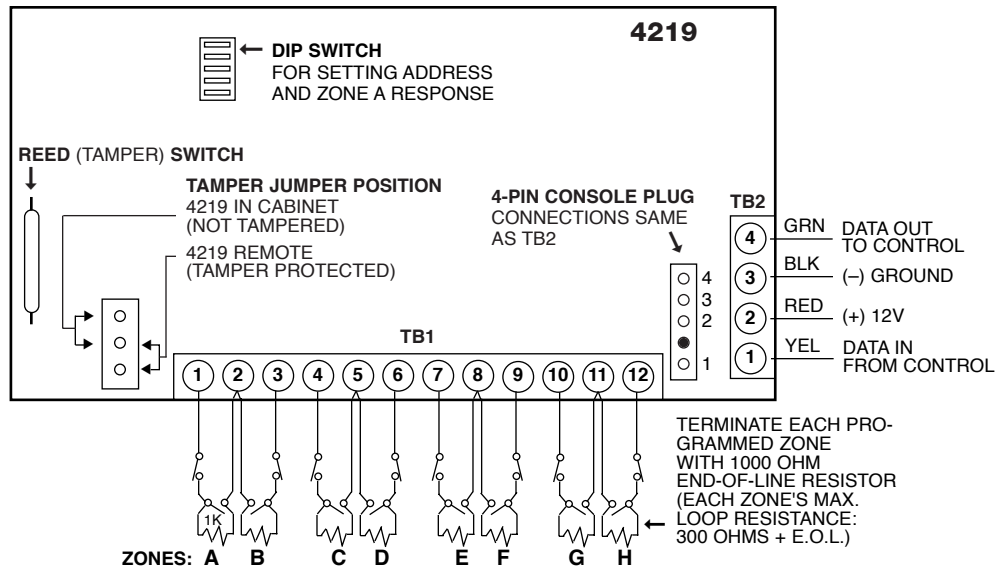 4219
DIP SWITCH
FOR SETTING ADDRESS
AND ZONE A RESPONSE
REED (TAMPER) SWITCH
TAMPER JUMPER POSITION
4219 IN CABINET
(NOT TAMPERED)
4219 REMOTE
(TAMPER PROTECTED)
4-PIN CONSOLE PLUG
CONNECTIONS SAME
AS TB2
4
3
2
1
TB2
4 GRN DATA OUT
TO CONTROL
3 BLK (–) GROUND
2 RED (+) 12V
1 YEL DATA IN
FROM CONTROL
TB1
1 2 3 4 5 6 7 8 9 10 11 12
TERMINATE EACH PRO-
GRAMMED ZONE
WITH 1000 OHM
END-OF-LINE RESISTOR
(EACH ZONE'S MAX.
LOOP RESISTANCE:
300 OHMS + E.O.L.)
1K
ZONES: A B C D E F G H